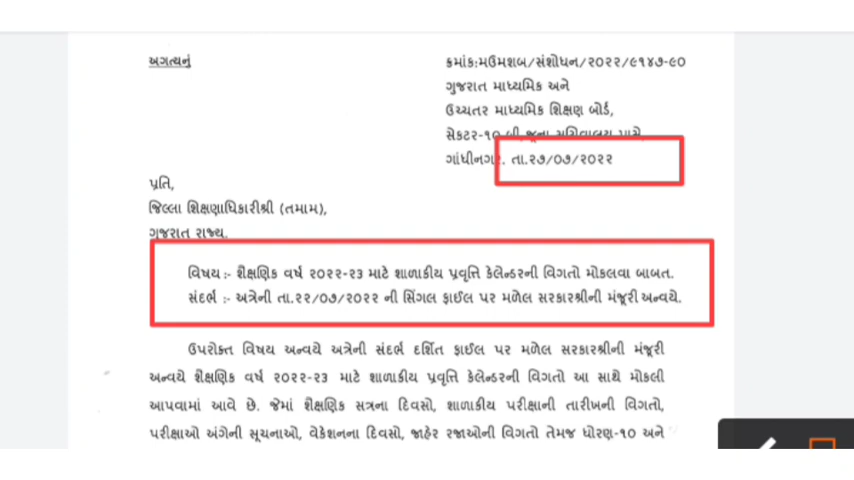 અગત્યનું
ક્રમાંક:મઉમશબ/સંશોધન/૨૦૨૨/૯૧૪૭-૯૦
ગુજરાત માધ્યમિક અને
ઉચ્ચતર માધ્યમિક શિક્ષણ બોર્ડ,
સેક્ટર-૧૦ બી, જૂના સચિવાલય પાસે,
ગાંધીનગર. તા.૨૭/૦૭/૨૦૨૨
પ્રતિ,
જિલ્લા શિક્ષણાધિકારીશ્રી (તમામ),
ગુજરાત રાજ્ય.
વિષય :- શૈક્ષણિક વર્ષ ૨૦૨૨-૨૩ માટે શાળાકીય પ્રવૃત્તિ કેલેન્ડરની વિગતો મોકલવા બાબત.
સંદર્ભ :- અત્રેની તા.૨૨/૦૭/૨૦૨૨ ની સિંગલ ફાઈલ પર મળેલ સરકારશ્રીની મંજૂરી અન્વયે.
ઉપરોક્ત વિષય અન્વયે અત્રેની સંદર્ભ દર્શિત ફાઈલ પર મળેલ સરકારશ્રીની મંજૂરી
અન્વયે શૈક્ષણિક વર્ષ ૨૦૨૨-૨૩ માટે શાળાકીય પ્રવૃત્તિ કેલેન્ડરની વિગતો આ સાથે મોકલી
આપવામાં આવે છે. જેમાં શૈક્ષણિક સત્રના દિવસો, શાળાકીય પરીક્ષાની તારીખની વિગતો,
પરીક્ષાઓ અંગેની સૂચનાઓ, વેકેશનના દિવસો, જાહેર રજાઓની વિગતો તેમજ ધોરણ-૧૦ અને